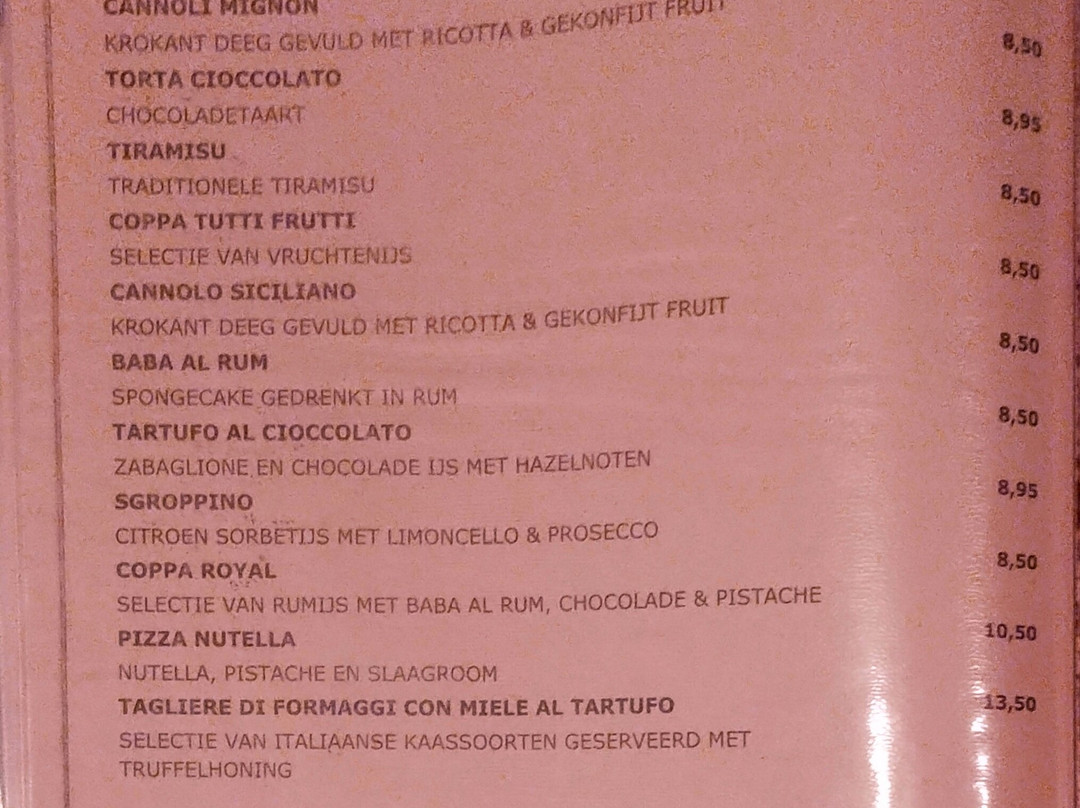 CANNOLI MIGNON
KROKANT DEEG GEVULD MET RICOTTA & GEKONFIJT FRUIT
TORTA CIOCCOLATO 8,50
CHOCOLADETAART
TIRAMISU 8,95
TRADITIONELE TIRAMISU
COPPA TUTTI FRUTTI 8,50
SELECTIE VAN VRUCHTENIJS
CANNOLO SICILIANO 8,50
KROKANT DEEG GEVULD MET RICOTTA & GEKONFIJT FRUIT
BABA AL RUM 8,50
SPONGECAKE GEDRENKT IN RUM
TARTUFO AL CIOCCOLATO 8,50
ZABAGLIONE EN CHOCOLADE IJS MET HAZELNOTEN
SGROPPINO 8,95
CITROEN SORBETIJS MET LIMONCELLO & PROSECCO
COPPA ROYAL 8,50
SELECTIE VAN RUMIJS MET BABA AL RUM, CHOCOLADE & PISTACHE
PIZZA NUTELLA 10,50
NUTELLA, PISTACHE EN SLAAGROOM
TAGLIERE DI FORMAGGI CON MIELE AL TARTUFO 13,50
SELECTIE VAN ITALIAANSE KAASSOORTEN GESERVEERD MET
TRUFFELHONING